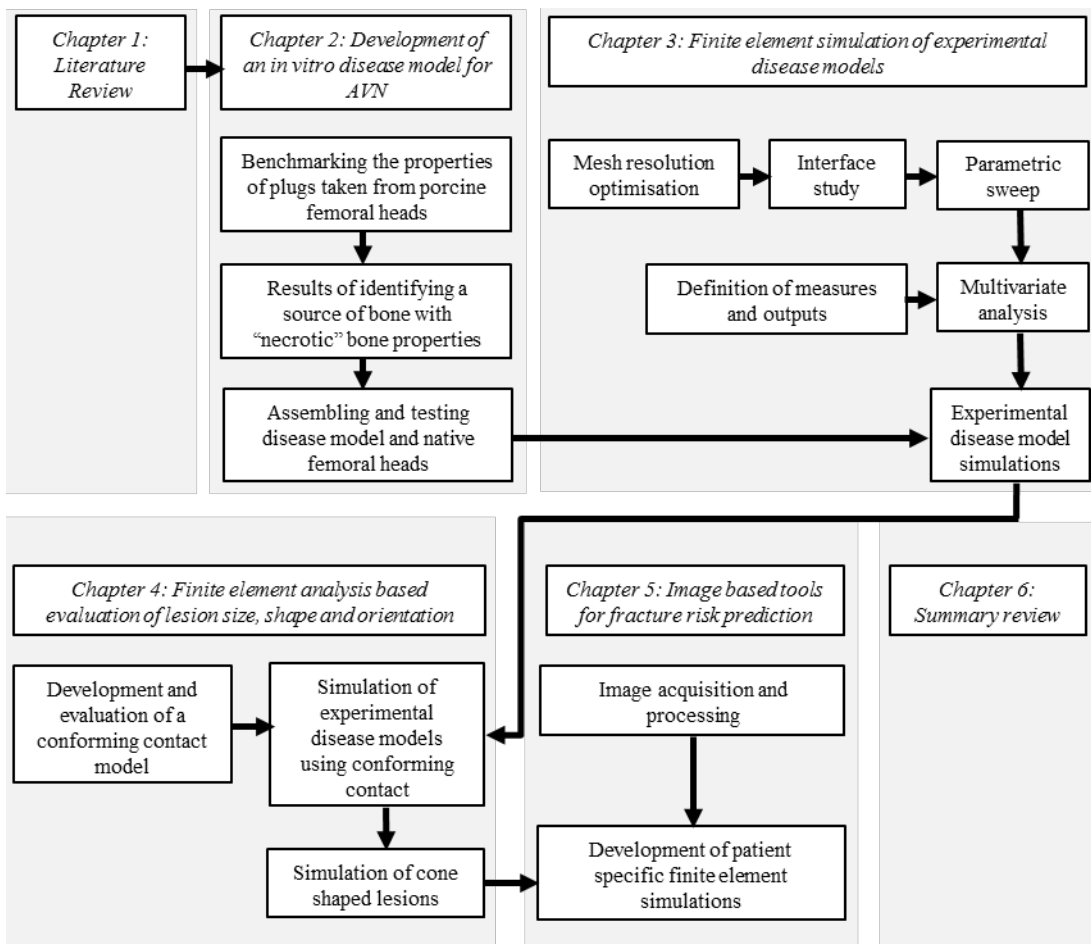 Chapter 1:
Literature
Review
Chapter 2: Development of
an in vitro disease model for
AVN
Benchmarking the properties
of plugs taken from porcine
femoral heads
Results of identifying a
source of bone with
“necrotic” bone properties
Assembling and testing
disease model and native
femoral heads
Chapter 3: Finite element simulation of experimental
disease models
Mesh resolution
optimisation
Interface
study
Parametric
sweep
Definition of measures
and outputs
Multivariate
analysis
Experimental
disease model
simulations
Chapter 4: Finite element analysis based
evaluation of lesion size, shape and orientation
Development and
evaluation of a
conforming contact
model
Simulation of
experimental
disease models
using conforming
contact
Simulation of cone
shaped lesions
Chapter 5: Image based tools
for fracture risk prediction
Image acquisition and
processing
Development of patient
specific finite element
simulations
Chapter 6:
Summary review